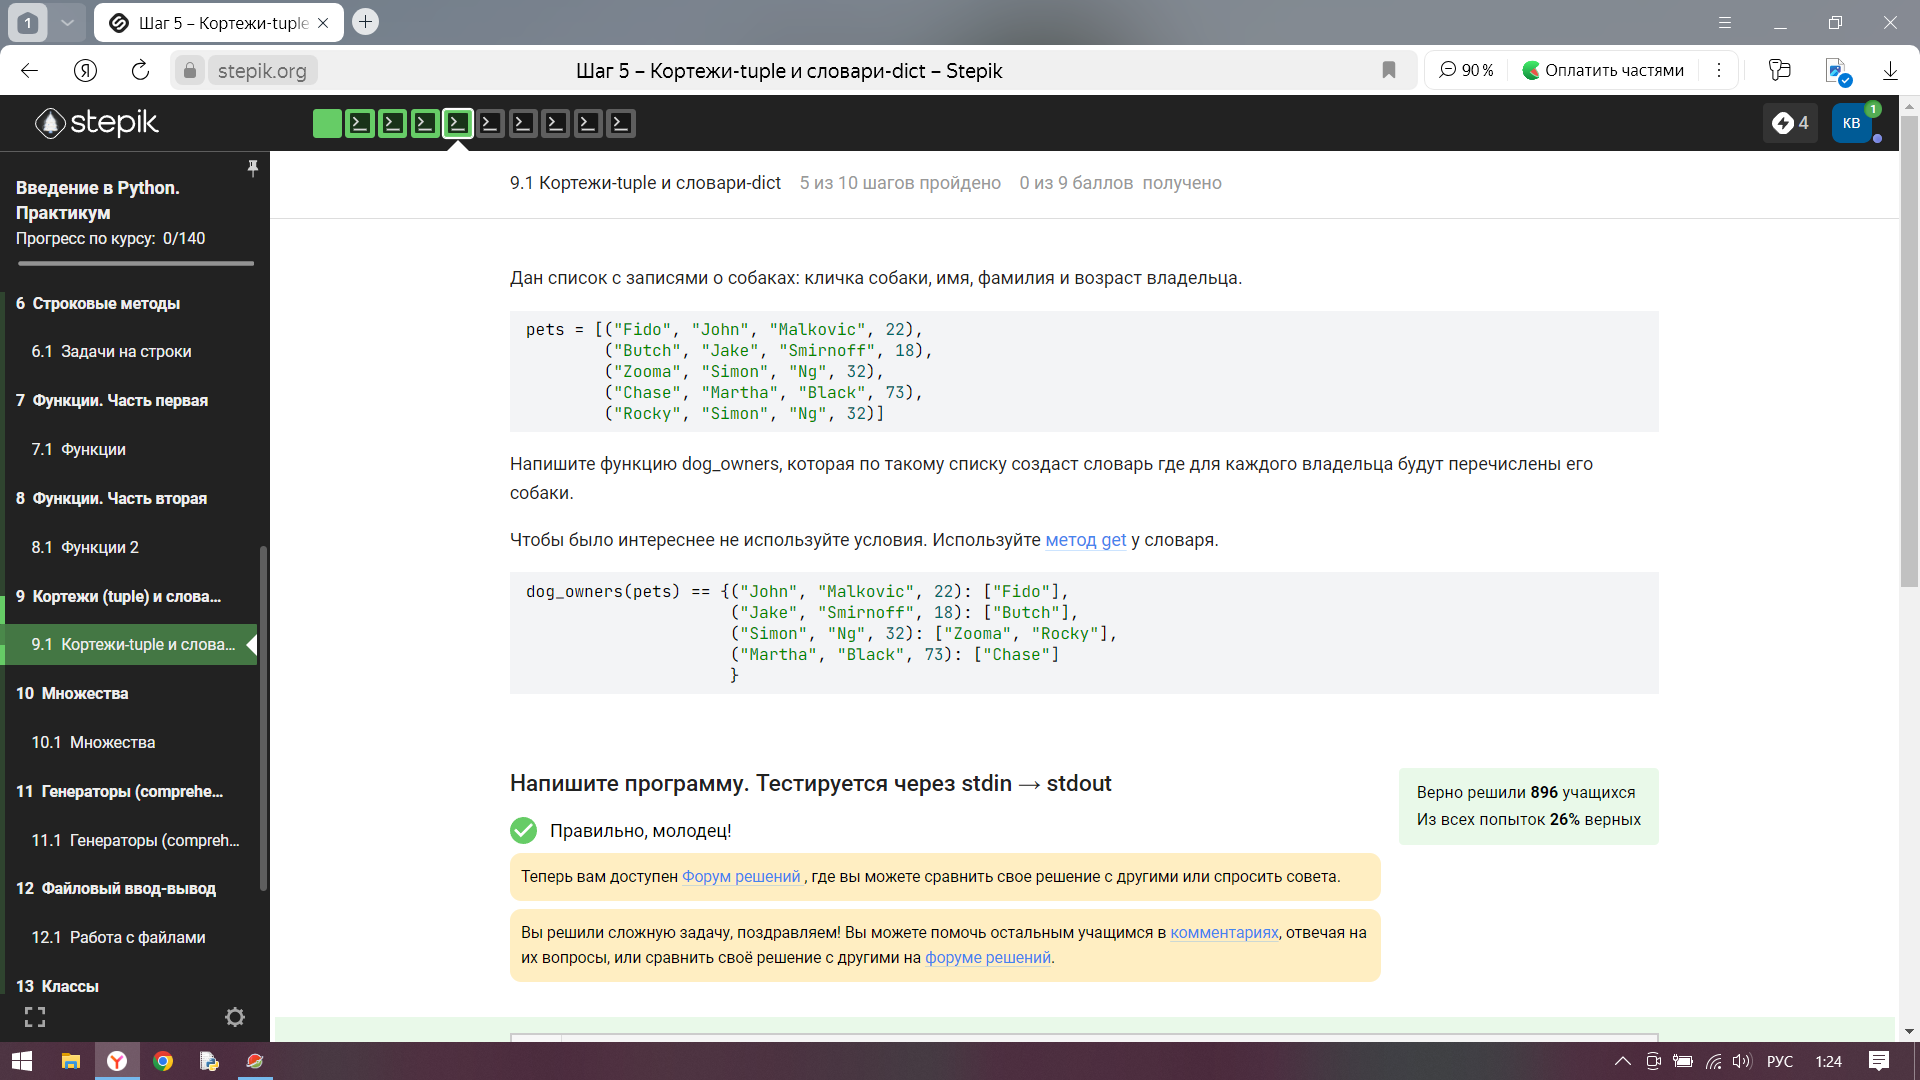 1
Шаг 5 – Кортежи-tuple
stepik.org
Шаг 5 – Кортежи-tuple и словари-dict – Stepik
90 %
Оплатить частями
stepik
4
КВ
1
Введение в Python.
Практикум
Прогресс по курсу: 0/140
6 Строковые методы
6.1 Задачи на строки
7 Функции. Часть первая
7.1 Функции
8 Функции. Часть вторая
8.1 Функции 2
9 Кортежи (tuple) и слова...
9.1 Кортежи-tuple и слова...
10 Множества
10.1 Множества
11 Генераторы (comprehe...
11.1 Генераторы (compreh...
12 Файловый ввод-вывод
12.1 Работа с файлами
13 Классы
9.1 Кортежи-tuple и словари-dict 5 из 10 шагов пройдено 0 из 9 баллов получено
Дан список с записями о собаках: кличка собаки, имя, фамилия и возраст владельца.
pets = [("Fido", "John", "Malkovic", 22),
("Butch", "Jake", "Smirnoff", 18),
("Zooma", "Simon", "Ng", 32),
("Chase", "Martha", "Black", 73),
("Rocky", "Simon", "Ng", 32)]
Напишите функцию dog_owners, которая по такому списку создаст словарь где для каждого владельца будут перечислены его
собаки.
Чтобы было интереснее не используйте условия. Используйте метод get у словаря.
dog_owners(pets) == {("John", "Malkovic", 22): ["Fido"],
("Jake", "Smirnoff", 18): ["Butch"],
("Simon", "Ng", 32): ["Zooma", "Rocky"],
("Martha", "Black", 73): ["Chase"]
}
Напишите программу. Тестируется через stdin → stdout
Правильно, молодец!
Теперь вам доступен Форум решений , где вы можете сравнить свое решение с другими или спросить совета.
Вы решили сложную задачу, поздравляем! Вы можете помочь остальным учащимся в комментариях, отвечая на
их вопросы, или сравнить своё решение с другими на форуме решений.
Верно решили 896 учащихся
Из всех попыток 26% верных
РУС
1:24